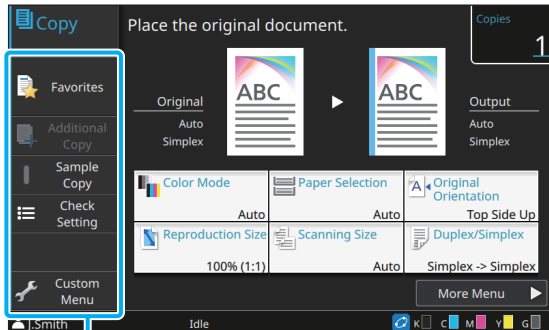 Copy
Place the original document.
Copies
1
Favorites
Additional
Copy
Sample
Copy
Check
Setting
Custom
Menu
Original
Auto
Simplex
ABC
ABC
Output
Auto
Simplex
Color Mode
Auto
Paper Selection
Auto
A
Original
Orientation
Top Side Up
Reproduction Size
100% (1:1)
Scanning Size
Auto
Duplex/Simplex
Simplex -> Simplex
More Menu
J.Smith
Idle
K C M Y G